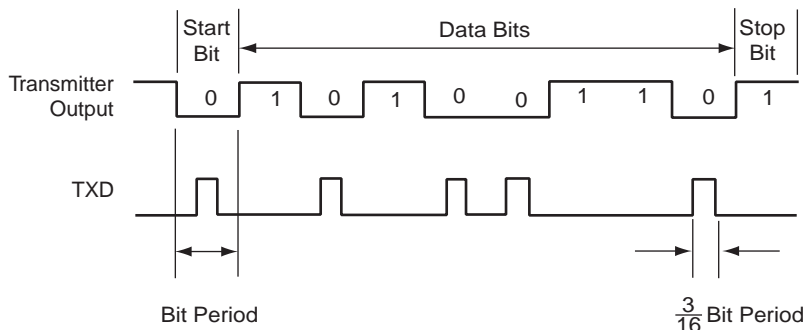 Start
Bit
Data Bits
Stop
Bit
Transmitter
Output
0 1 0 1 0 0 1 1 0 1
TXD
Bit Period
3/16 Bit Period